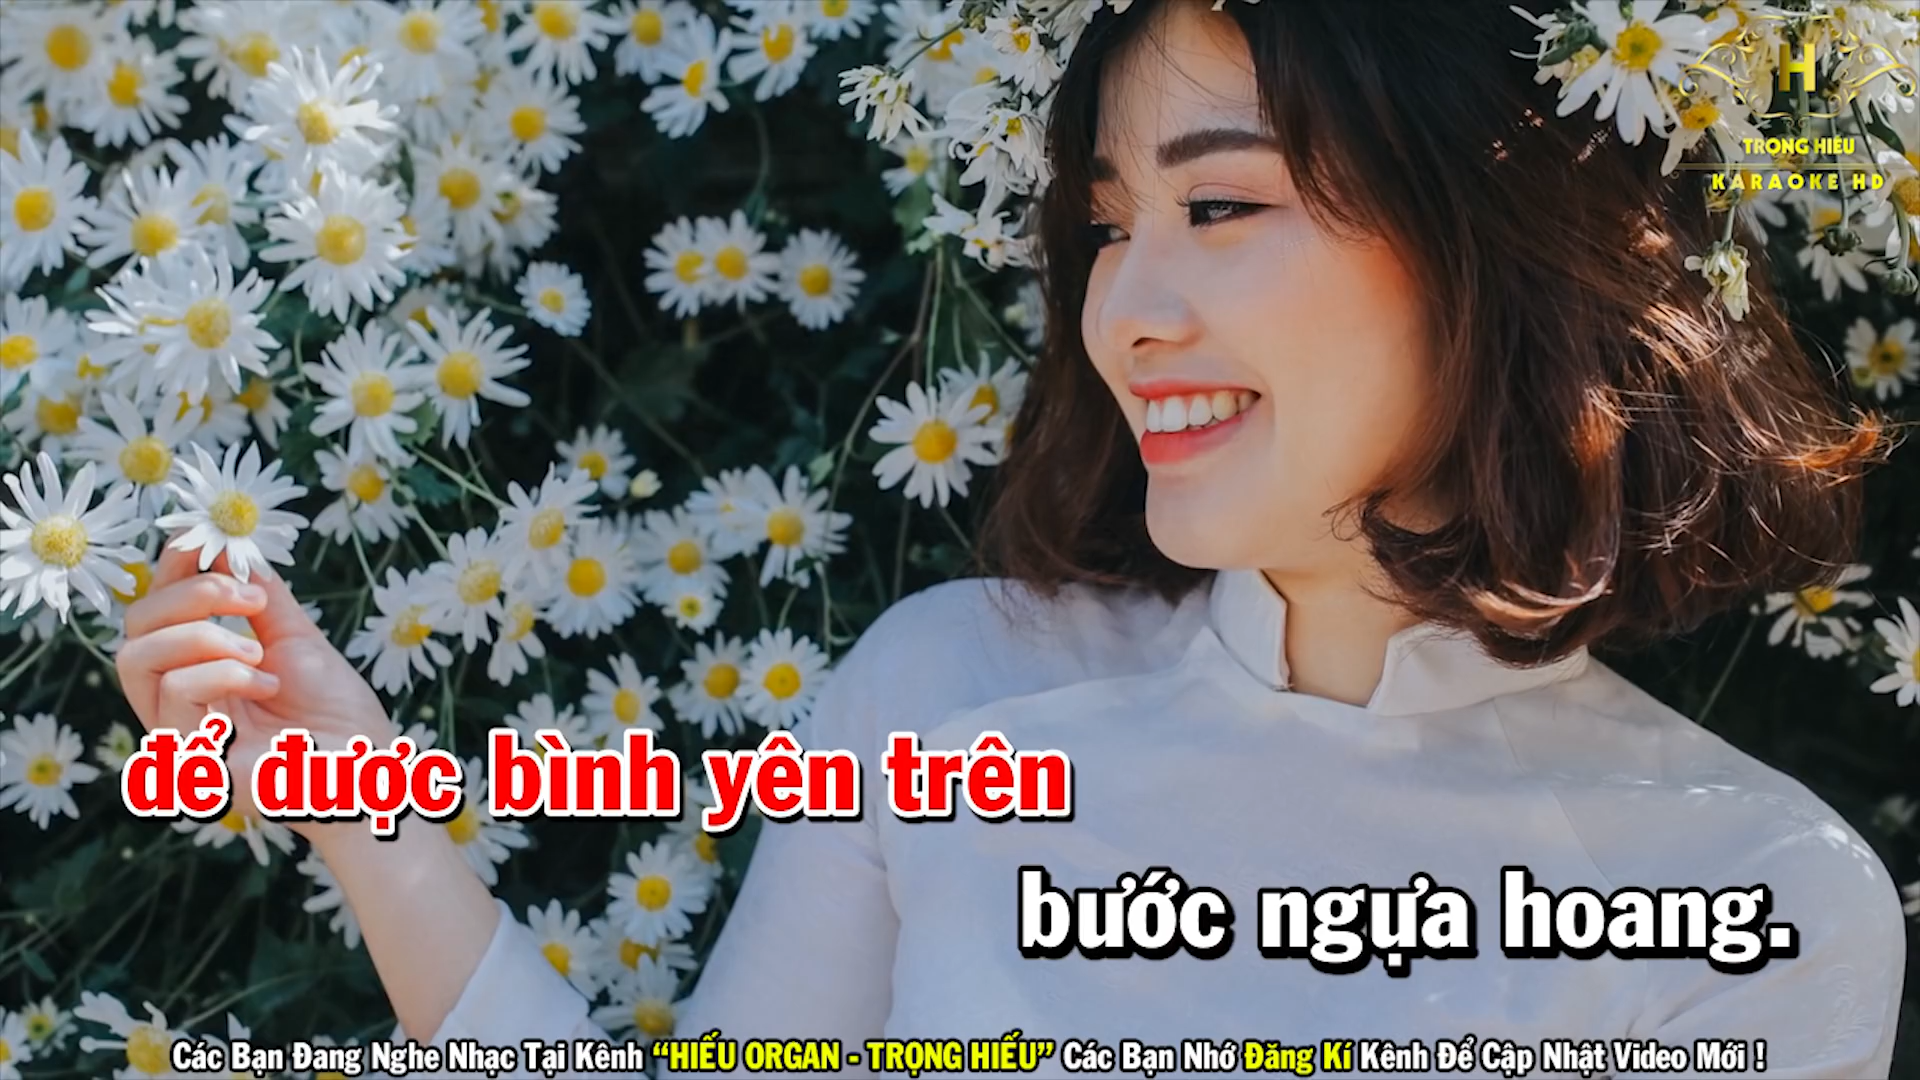 H
TRỌNG HIẾU
KARAOKE HD
để được bình yên trên
bước ngựa hoang.
Các Bạn Đang Nghe Nhạc Tại Kênh “HIẾU ORGAN - TRỌNG HIẾU” Các Bạn Nhớ Đăng Kí Kênh Để Cập Nhật Video Mới !